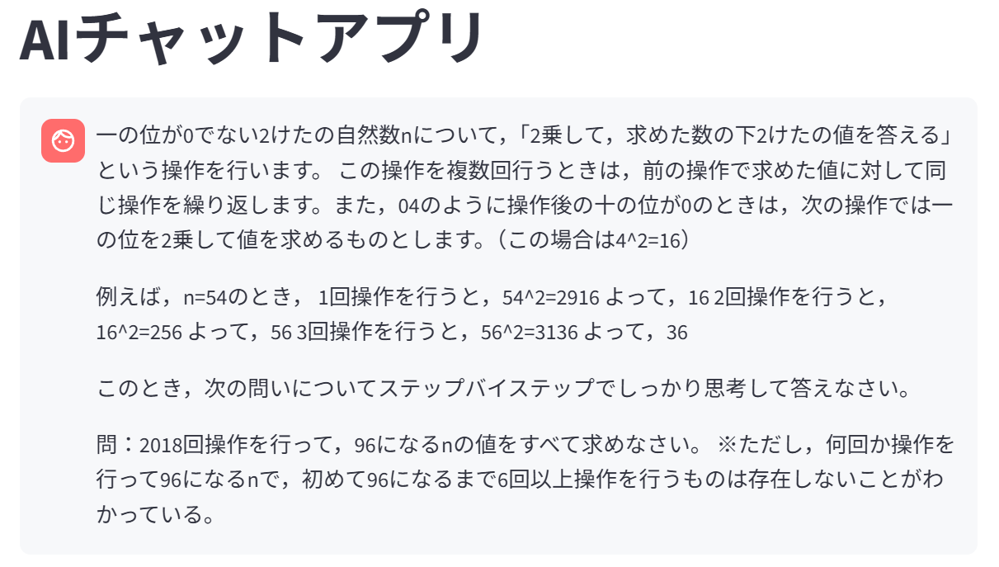 AIチャットアプリ
一の位が0でない2けたの自然数nについて，「2乗して，求めた数の下2けたの値を答える」
という操作を行います。 この操作を複数回行うときは，前の操作で求めた値に対して同
じ操作を繰り返します。また，04のように操作後の十の位が0のときは，次の操作では一
の位を2乗して値を求めるものとします。（この場合は4^2=16）
例えば，n=54のとき， 1回操作を行うと，54^2=2916 よって，16 2回操作を行うと，
16^2=256 よって，56 3回操作を行うと，56^2=3136 よって，36
このとき，次の問いについてステップバイステップでしっかり思考して答えなさい。
問：2018回操作を行って，96になるnの値をすべて求めなさい。 ※ただし，何回か操作を
行って96になるnで，初めて96になるまで6回以上操作を行うものは存在しないことがわ
かっている。